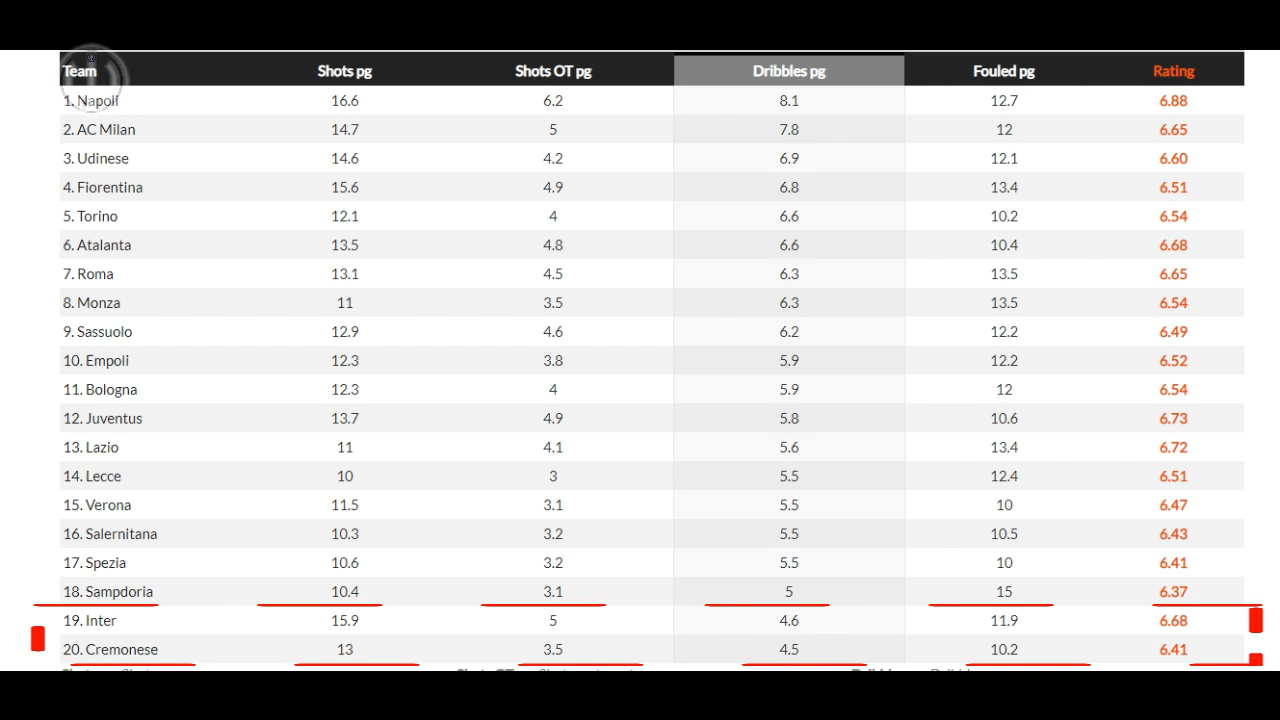 Team Shots pg Shots OT pg Dribbles pg Fouled pg Rating
1. Napoli 16.6 6.2 8.1 12.7 6.88
2. AC Milan 14.7 5 7.8 12 6.65
3. Udinese 14.6 4.2 6.9 12.1 6.60
4. Fiorentina 15.6 4.9 6.8 13.4 6.51
5. Torino 12.1 4 6.6 10.2 6.54
6. Atalanta 13.5 4.8 6.6 10.4 6.68
7. Roma 13.1 4.5 6.3 13.5 6.65
8. Monza 11 3.5 6.3 13.5 6.54
9. Sassuolo 12.9 4.6 6.2 12.2 6.49
10. Empoli 12.3 3.8 5.9 12.2 6.52
11. Bologna 12.3 4 5.9 12 6.54
12. Juventus 13.7 4.9 5.8 10.6 6.73
13. Lazio 11 4.1 5.6 13.4 6.72
14. Lecce 10 3 5.5 12.4 6.51
15. Verona 11.5 3.1 5.5 10 6.47
16. Salernitana 10.3 3.2 5.5 10.5 6.43
17. Spezia 10.6 3.2 5.5 10 6.41
18. Sampdoria 10.4 3.1 5 15 6.37
19. Inter 15.9 5 4.6 11.9 6.68
20. Cremonese 13 3.5 4.5 10.2 6.41